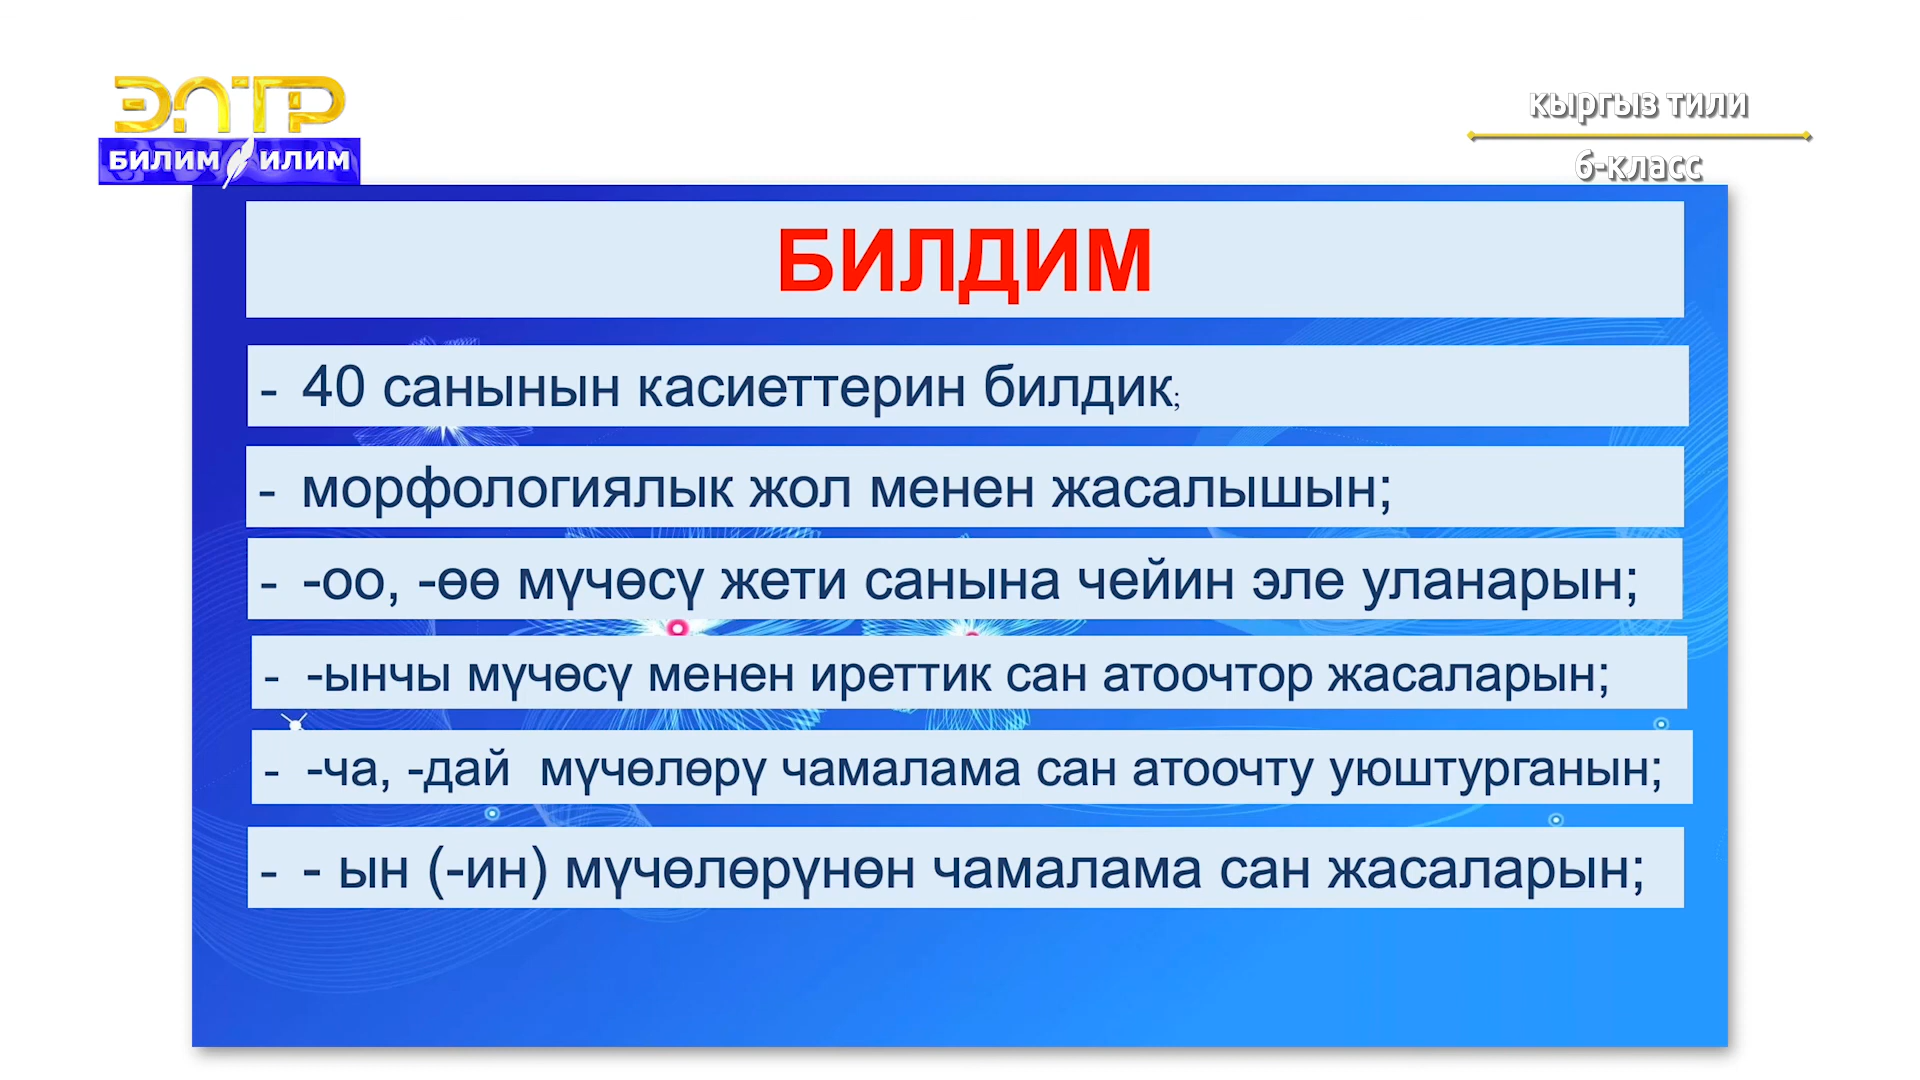 ЭЛТР
БИЛИМ ИЛИМ
кыргыз тили
6-класс
БИЛДИМ
- 40 санынын касиеттерин билдик;
- морфологиялык жол менен жасалышын;
- -оо, -өө мүчөсү жети санына чейин эле уланарын;
- -ынчы мүчөсү менен иреттик сан атоочтор жасаларын;
- -ча, -дай мүчөлөрү чамалама сан атоочту уюштурганын;
- - ын (-ин) мүчөлөрүнөн чамалама сан жасаларын;